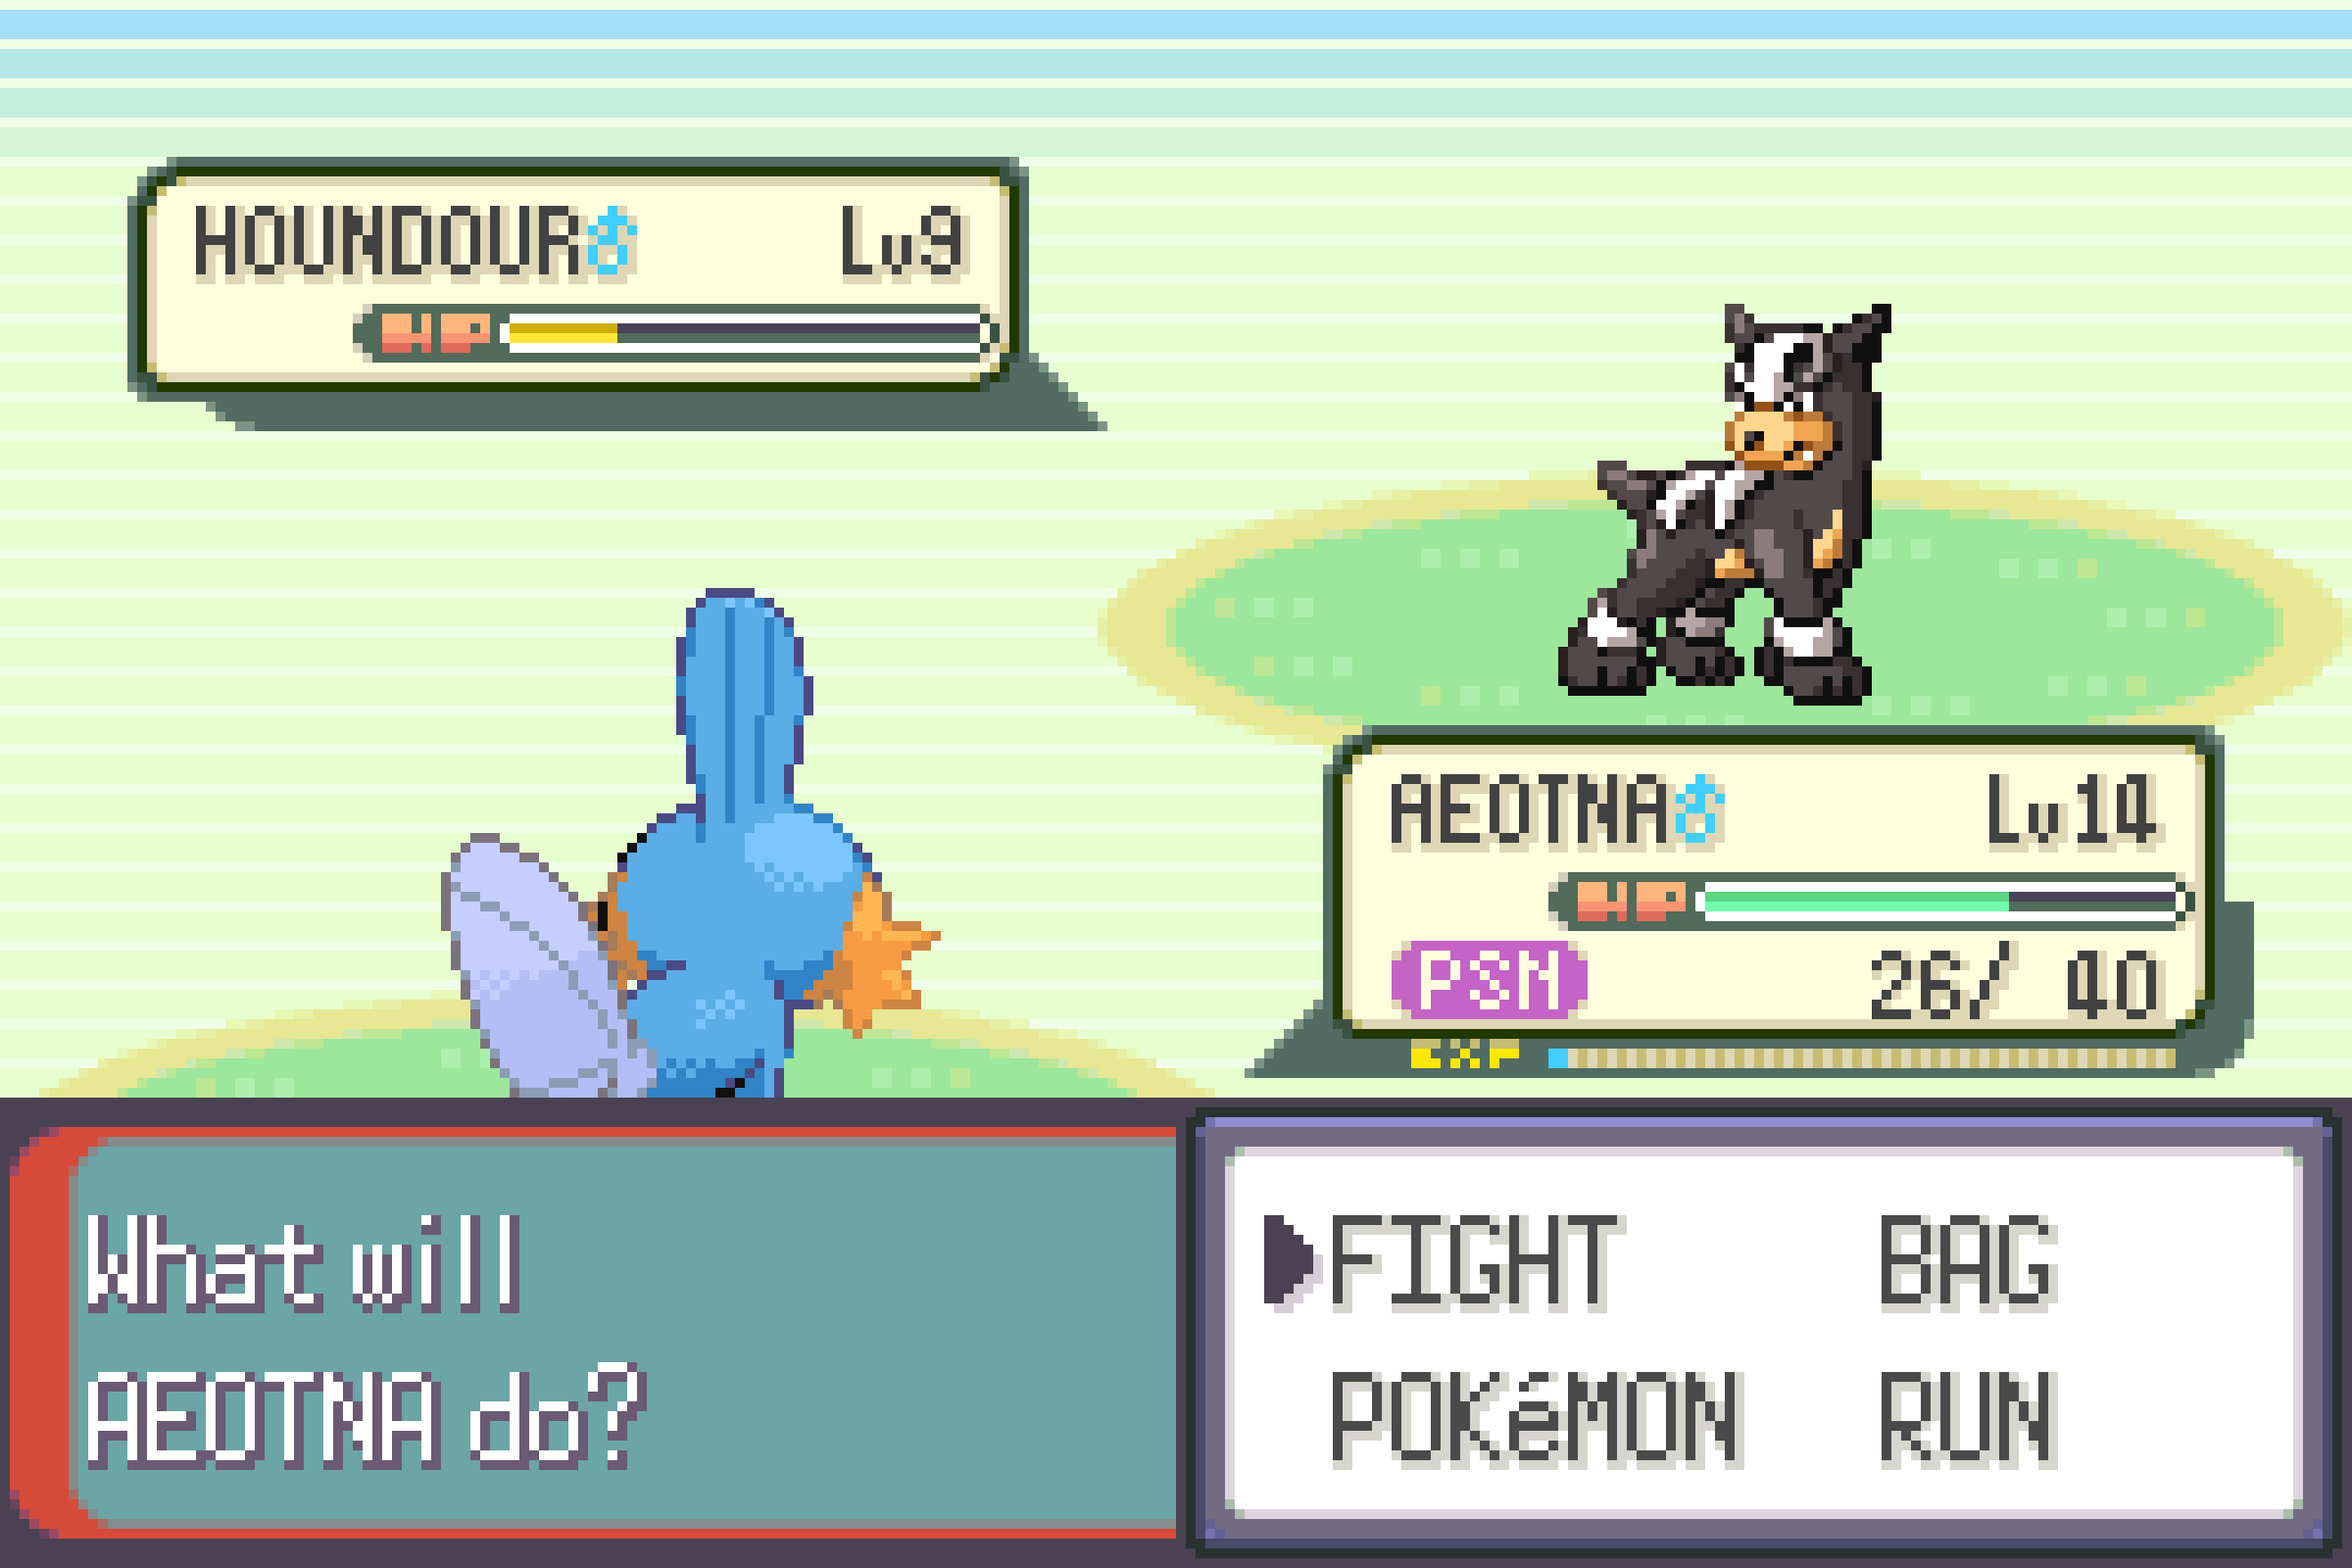 HOUNDOUR♂ Lv9
HP
AEOTNA♂ Lv14
HP
PSN 26/ 40
EXP
What will
AEOTNA do?
▶FIGHT BAG
POKéMON RUN